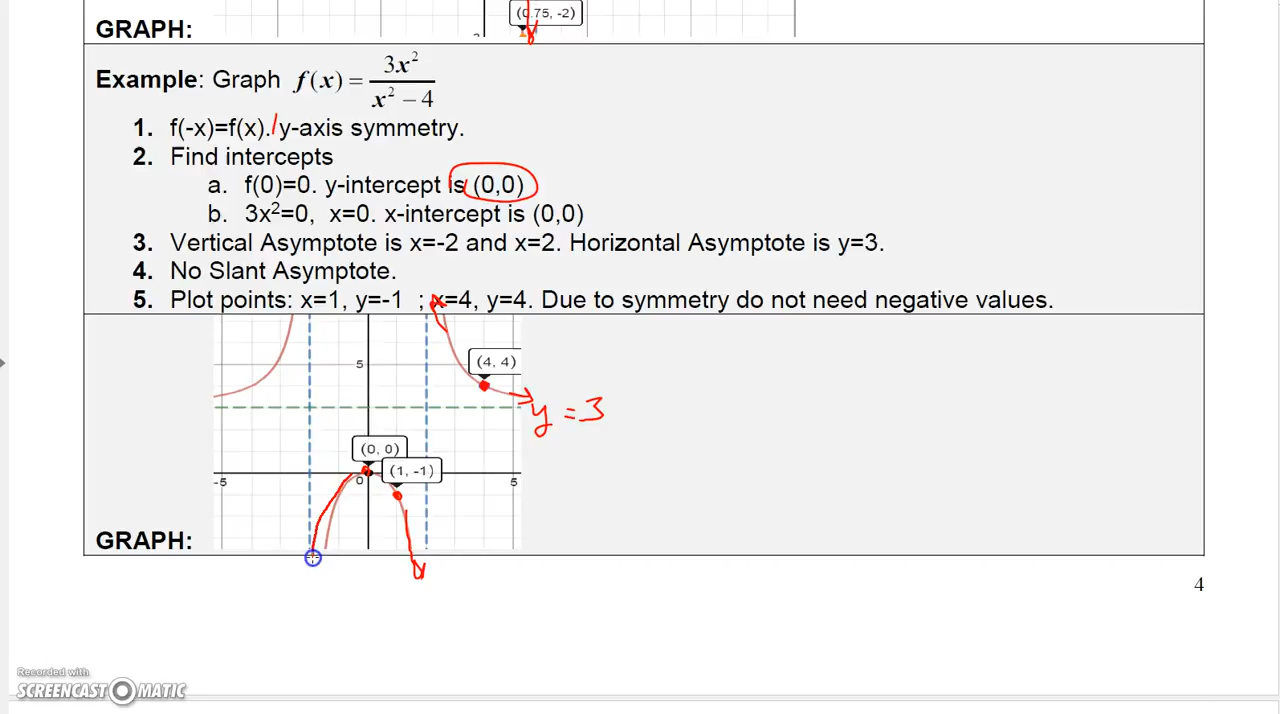 (0.75, -2)
GRAPH:
Example: Graph f(x) = 3x² / x² − 4
1. f(-x)=f(x). y-axis symmetry.
2. Find intercepts
a. f(0)=0. y-intercept is (0,0)
b. 3x²=0, x=0. x-intercept is (0,0)
3. Vertical Asymptote is x=-2 and x=2. Horizontal Asymptote is y=3.
4. No Slant Asymptote.
5. Plot points: x=1, y=-1 ; x=4, y=4. Due to symmetry do not need negative values.
5
(4, 4)
y = 3
(0, 0)
(1, -1)
-5
0
5
GRAPH:
4
Recorded with
SCREENCAST-O-MATIC